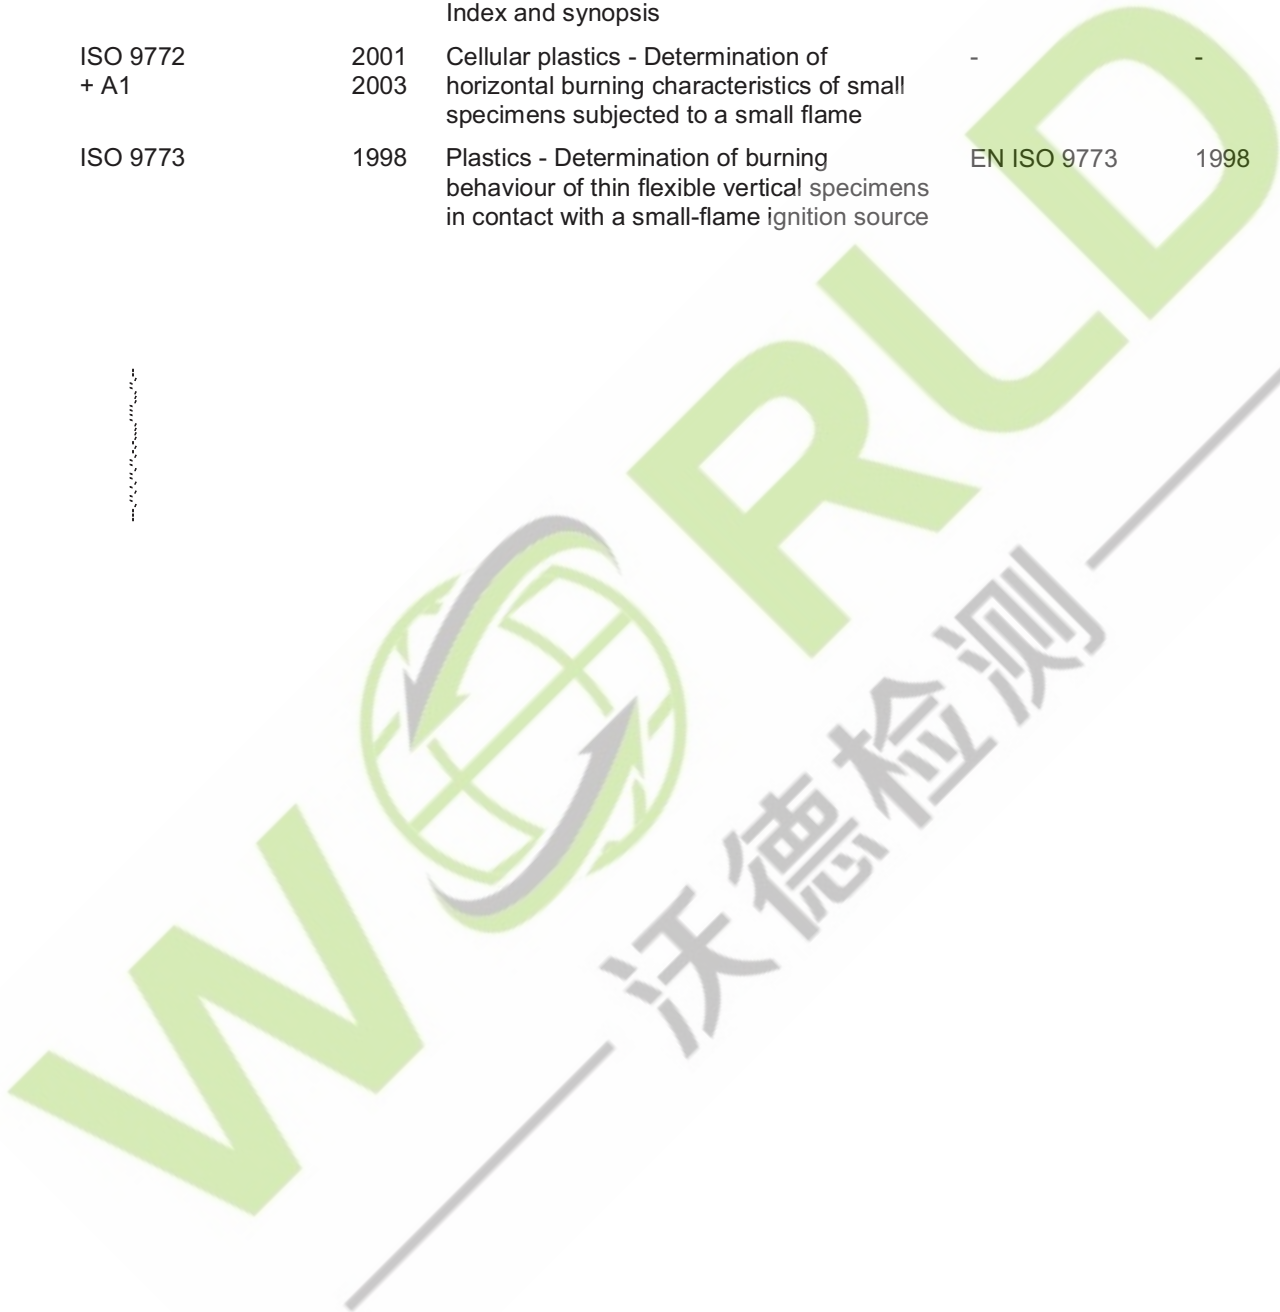 Index and synopsis
ISO 9772 2001 Cellular plastics - Determination of - -
+ A1 2003 horizontal burning characteristics of small
specimens subjected to a small flame
ISO 9773 1998 Plastics - Determination of burning EN ISO 9773 1998
behaviour of thin flexible vertical specimens
in contact with a small-flame ignition source
WORLD
沃德检测